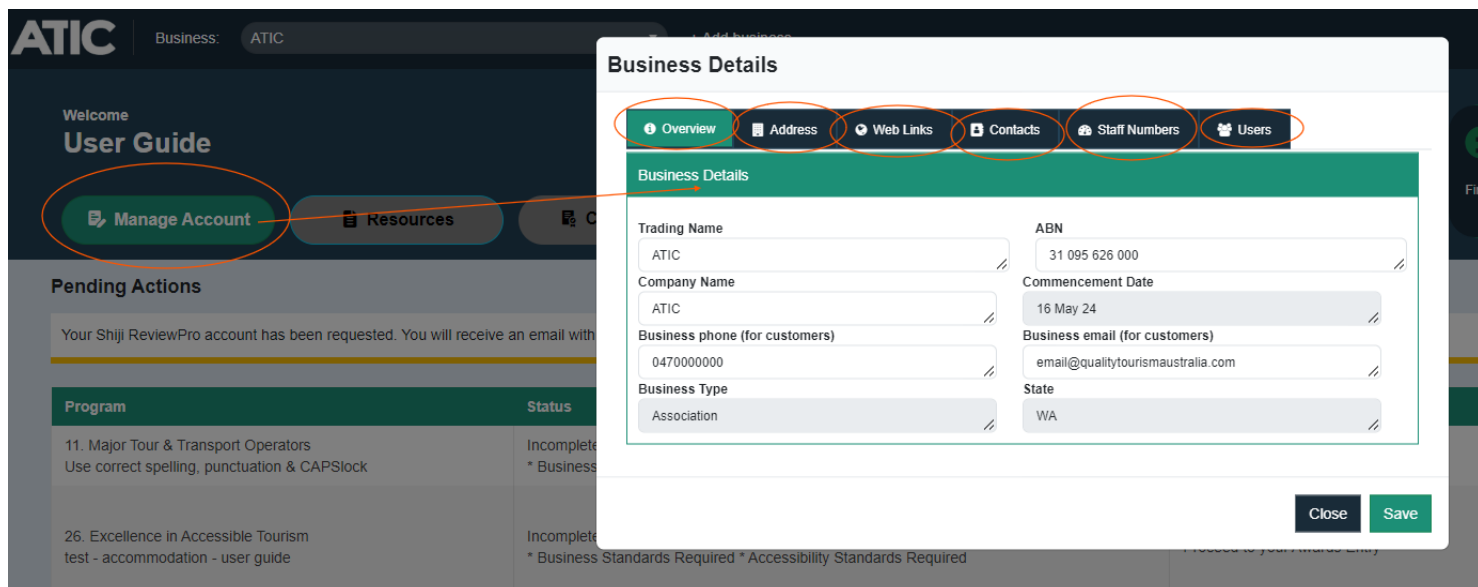 ATIC
Business:
ATIC
+ Add business
Welcome
User Guide
Manage Account
Resources
Pending Actions
Your Shiji ReviewPro account has been requested. You will receive an email with
Program
Status
11. Major Tour & Transport Operators
Use correct spelling, punctuation & CAPSlock
Incomplete
* Business
26. Excellence in Accessible Tourism
test - accommodation - user guide
Incomplete
* Business Standards Required * Accessibility Standards Required
Proceed to your Awards Entry
Business Details
Overview
Address
Web Links
Contacts
Staff Numbers
Users
Business Details
Trading Name
ATIC
ABN
31 095 626 000
Company Name
ATIC
Commencement Date
16 May 24
Business phone (for customers)
0470000000
Business email (for customers)
email@qualitytourismaustralia.com
Business Type
Association
State
WA
Close
Save